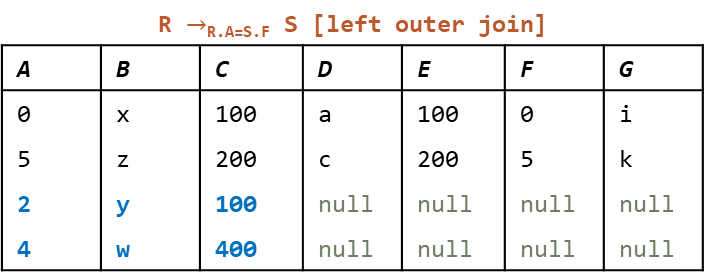 R →R.A=S.F S [left outer join]
A B C D E F G
0 x 100 a 100 0 i
5 z 200 c 200 5 k
2 y 100 null null null null
4 w 400 null null null null